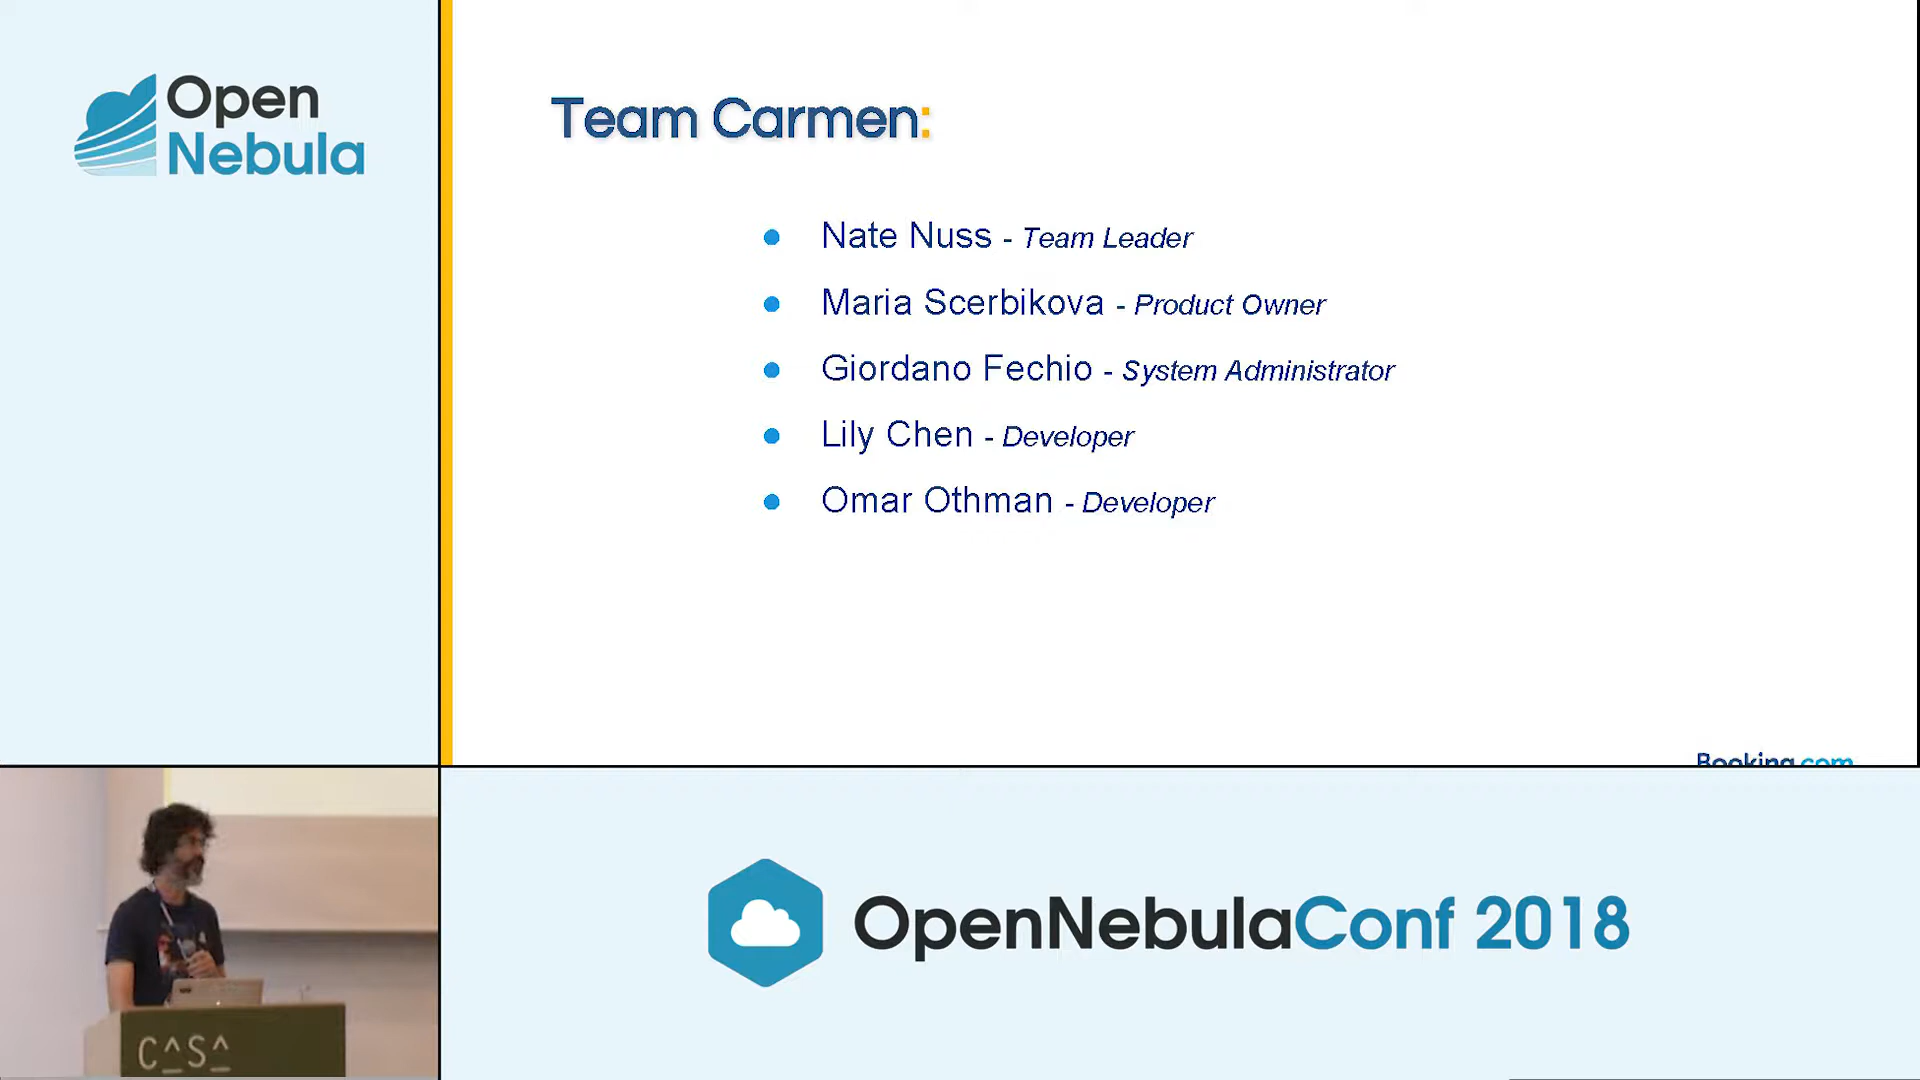 Open
Nebula
Team Carmen:
Nate Nuss - Team Leader
Maria Scerbikova - Product Owner
Giordano Fechio - System Administrator
Lily Chen - Developer
Omar Othman - Developer
Booking.com
C^S^
OpenNebulaConf 2018